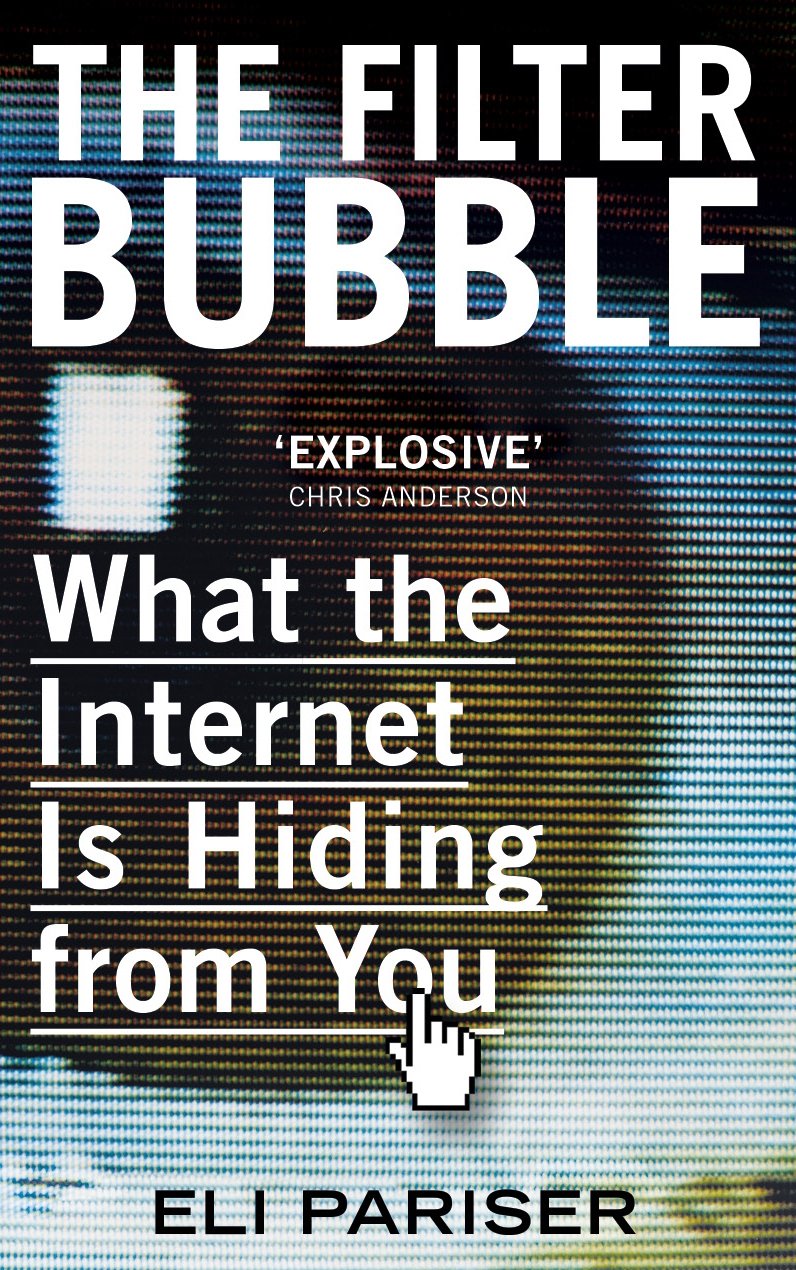 THE FILTER
BUBBLE
‘EXPLOSIVE’
CHRIS ANDERSON
What the
Internet
Is Hiding
from You
ELI PARISER